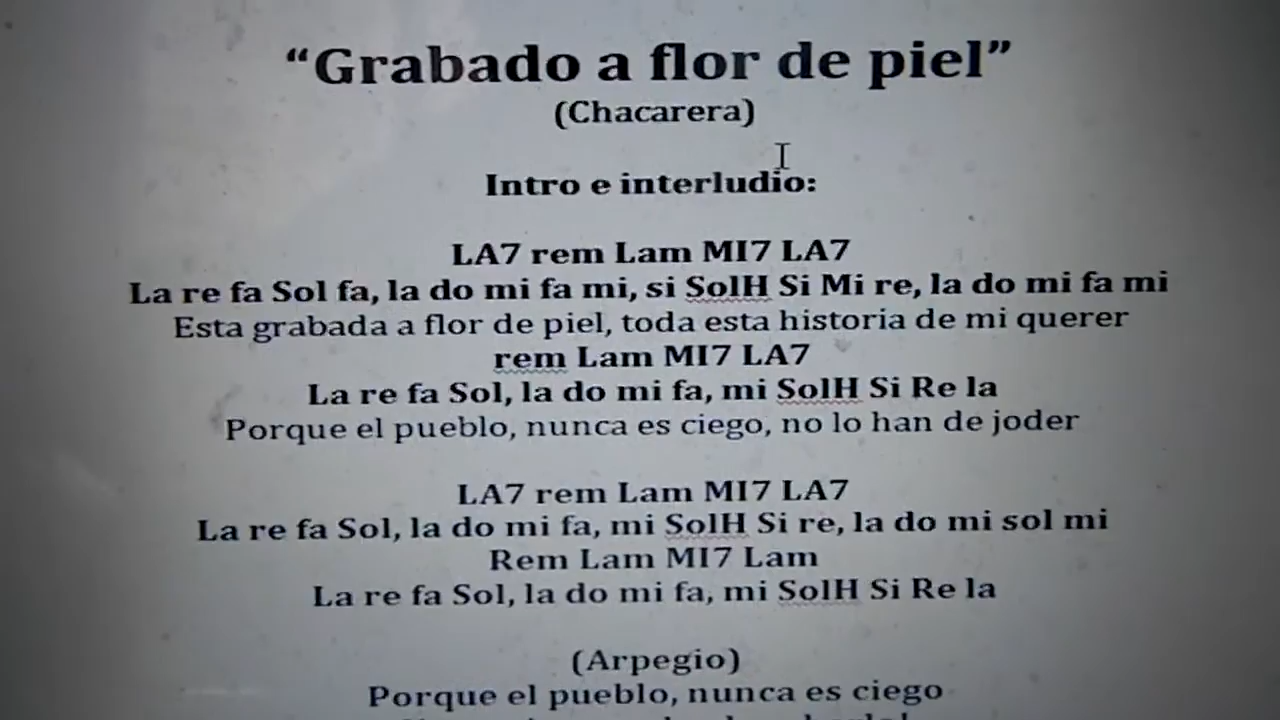 “Grabado a flor de piel”
(Chacarera)
Intro e interludio:
LA7 rem Lam MI7 LA7
La re fa Sol fa, la do mi fa mi, si SolH Si Mi re, la do mi fa mi
Esta grabada a flor de piel, toda esta historia de mi querer
rem Lam MI7 LA7
La re fa Sol, la do mi fa, mi SolH Si Re la
Porque el pueblo, nunca es ciego, no lo han de joder
LA7 rem Lam MI7 LA7
La re fa Sol, la do mi fa, mi SolH Si re, la do mi sol mi
Rem Lam MI7 Lam
La re fa Sol, la do mi fa, mi SolH Si Re la
(Arpegio)
Porque el pueblo, nunca es ciego